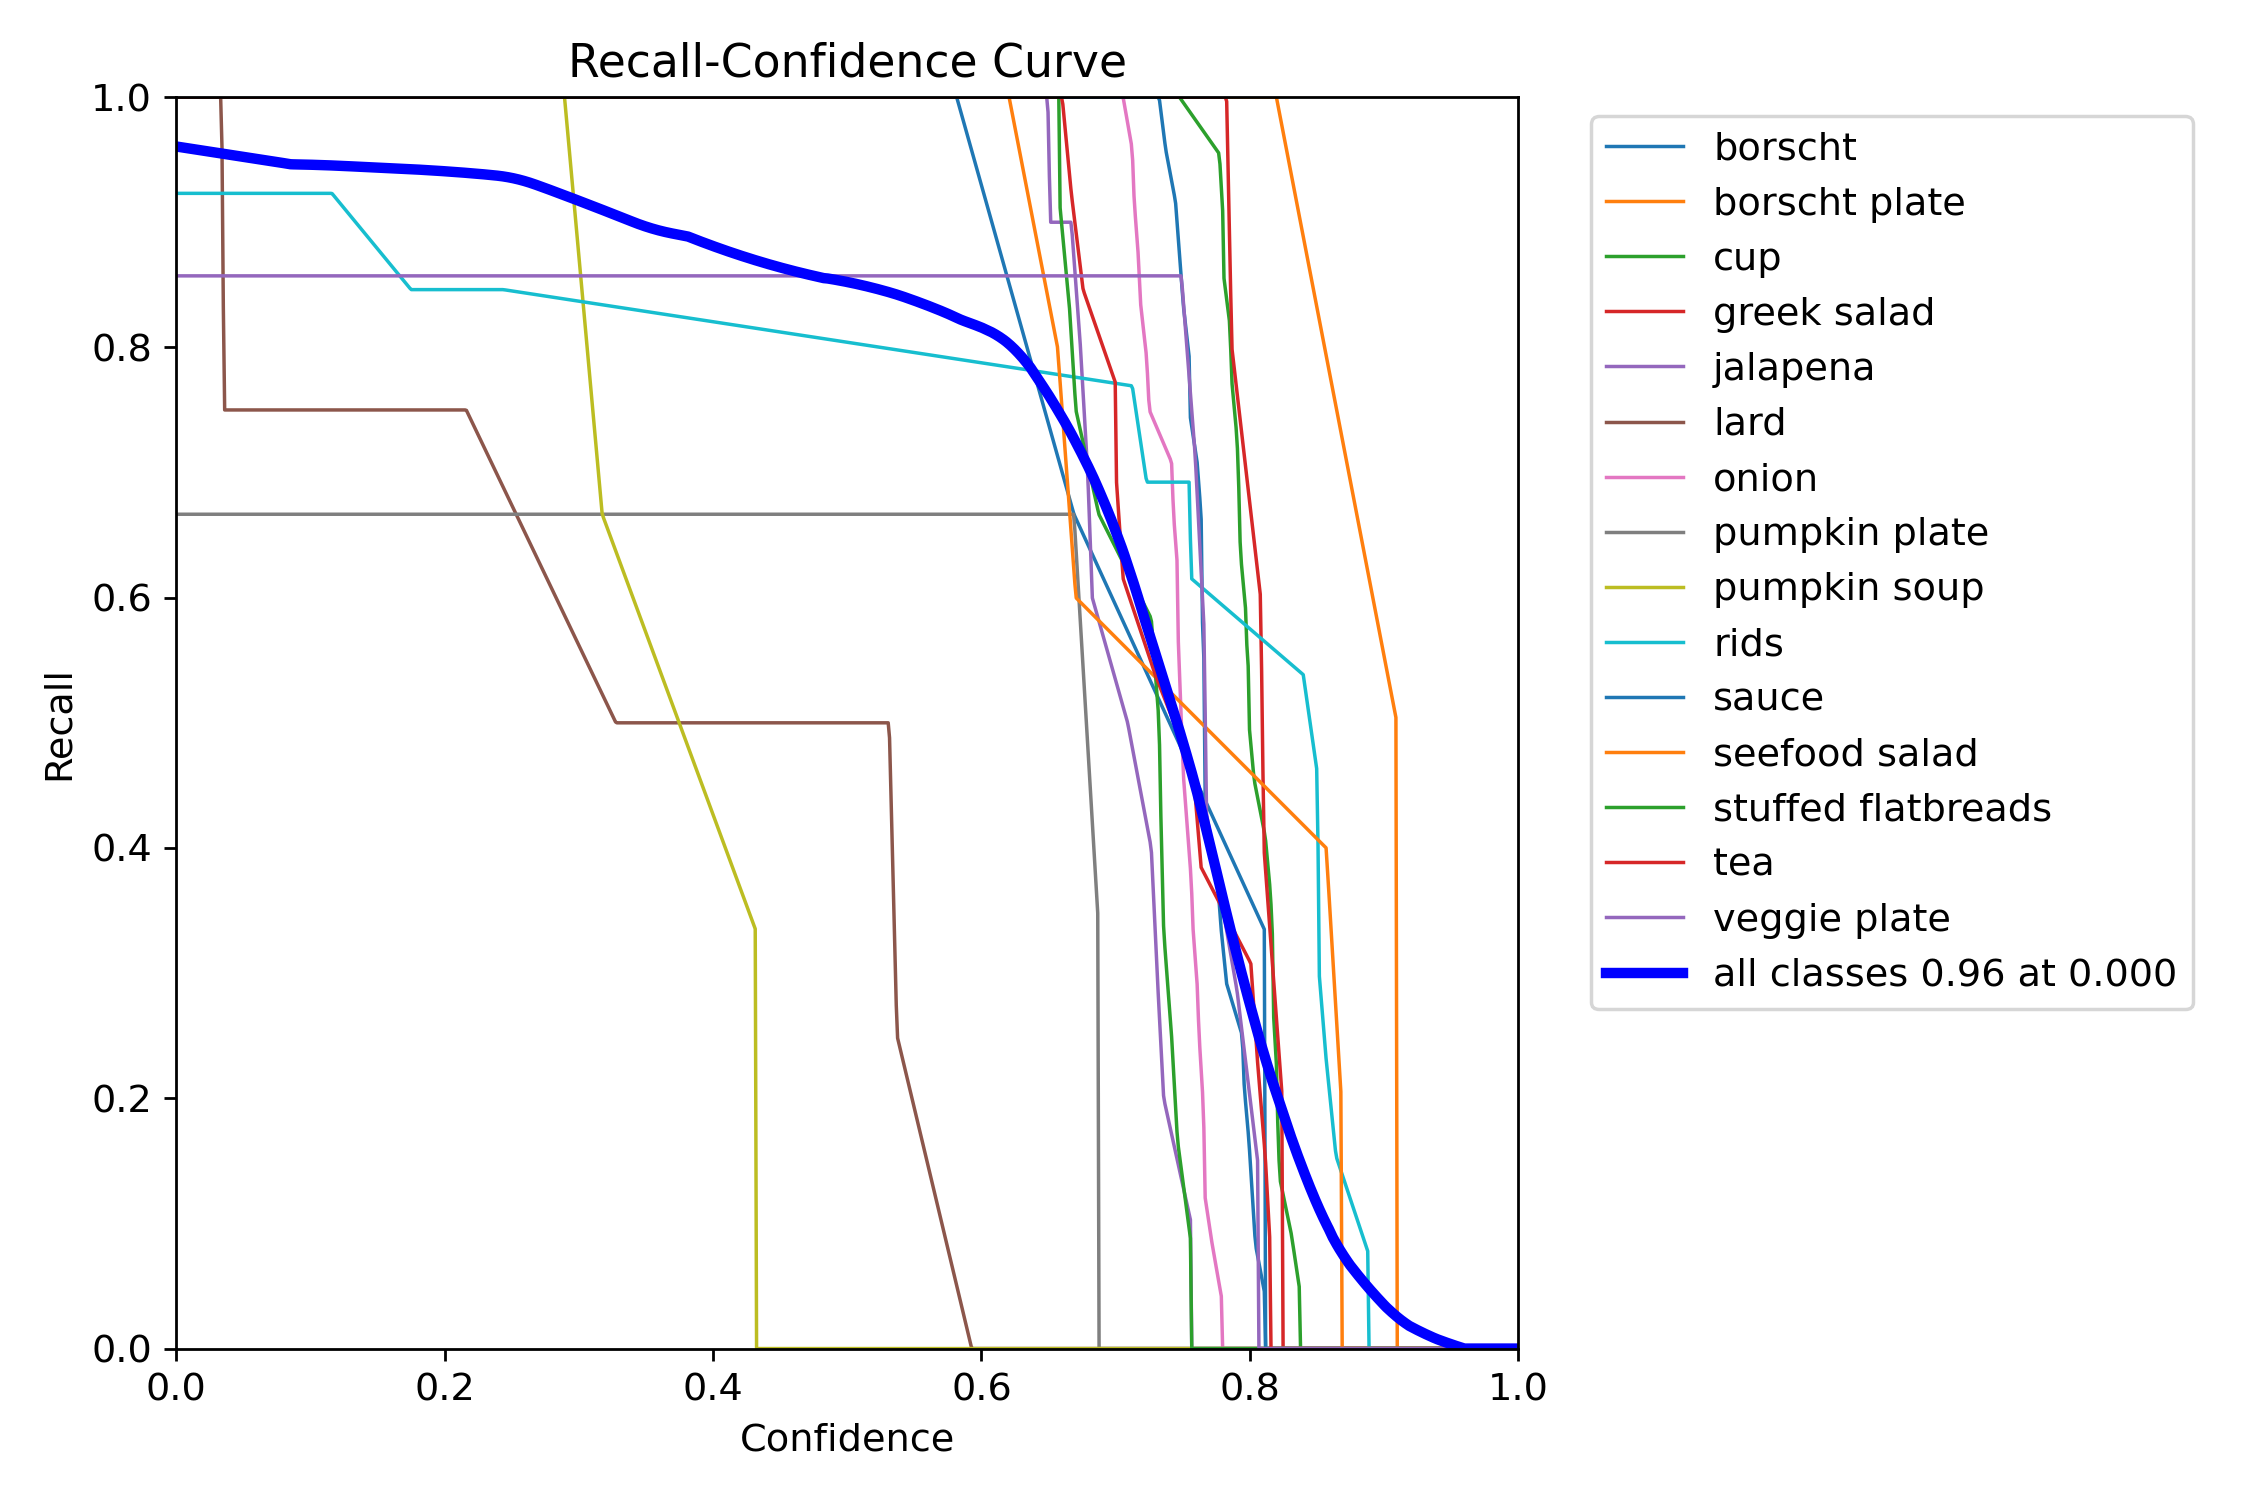 Recall-Confidence Curve
1.0
0.8
0.6
0.4
0.2
0.0
Recall
0.0 0.2 0.4 0.6 0.8 1.0
Confidence
borscht
borscht plate
cup
greek salad
jalapena
lard
onion
pumpkin plate
pumpkin soup
rids
sauce
seefood salad
stuffed flatbreads
tea
veggie plate
all classes 0.96 at 0.000